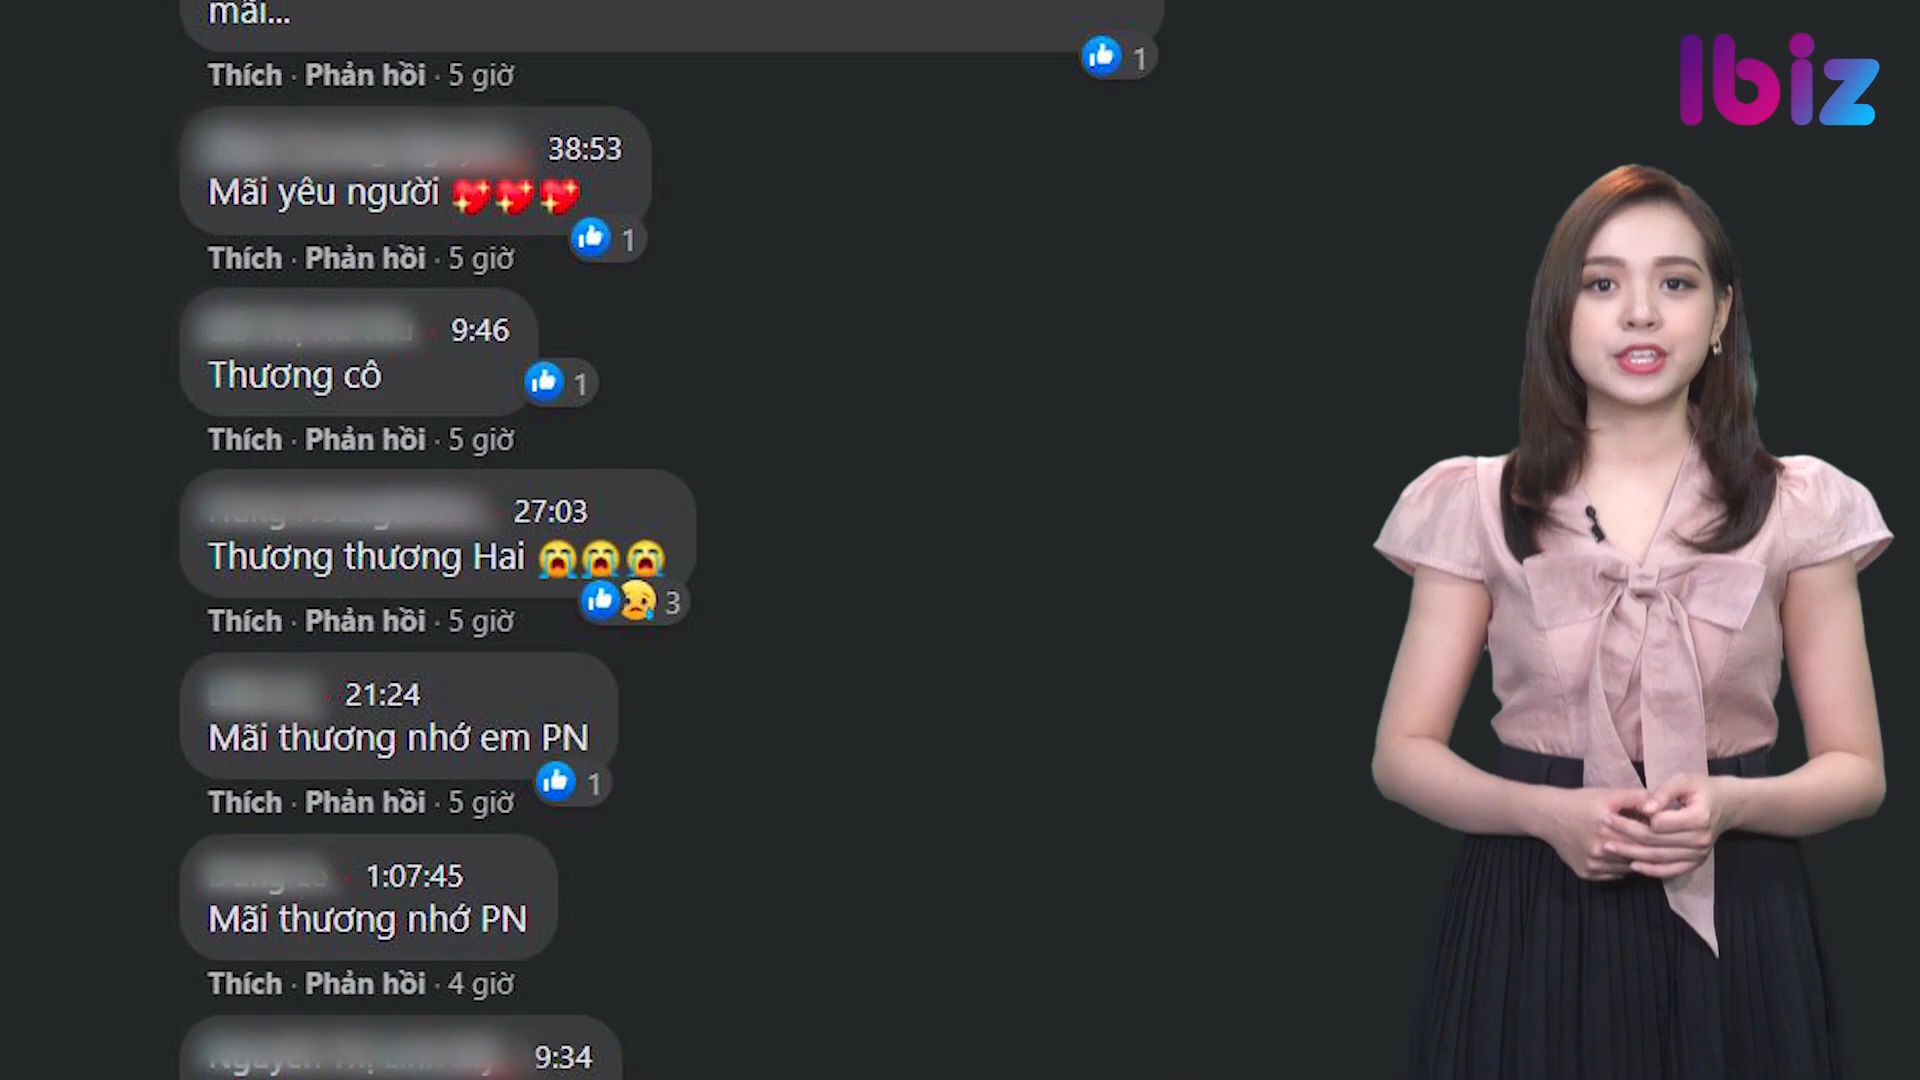 mãi...
1
Thích · Phản hồi · 5 giờ
Ibiz
38:53
Mãi yêu người
1
Thích · Phản hồi · 5 giờ
9:46
Thương cô
1
Thích · Phản hồi · 5 giờ
27:03
Thương thương Hai
3
Thích · Phản hồi · 5 giờ
21:24
Mãi thương nhớ em PN
1
Thích · Phản hồi · 5 giờ
1:07:45
Mãi thương nhớ PN
Thích · Phản hồi · 4 giờ
9:34